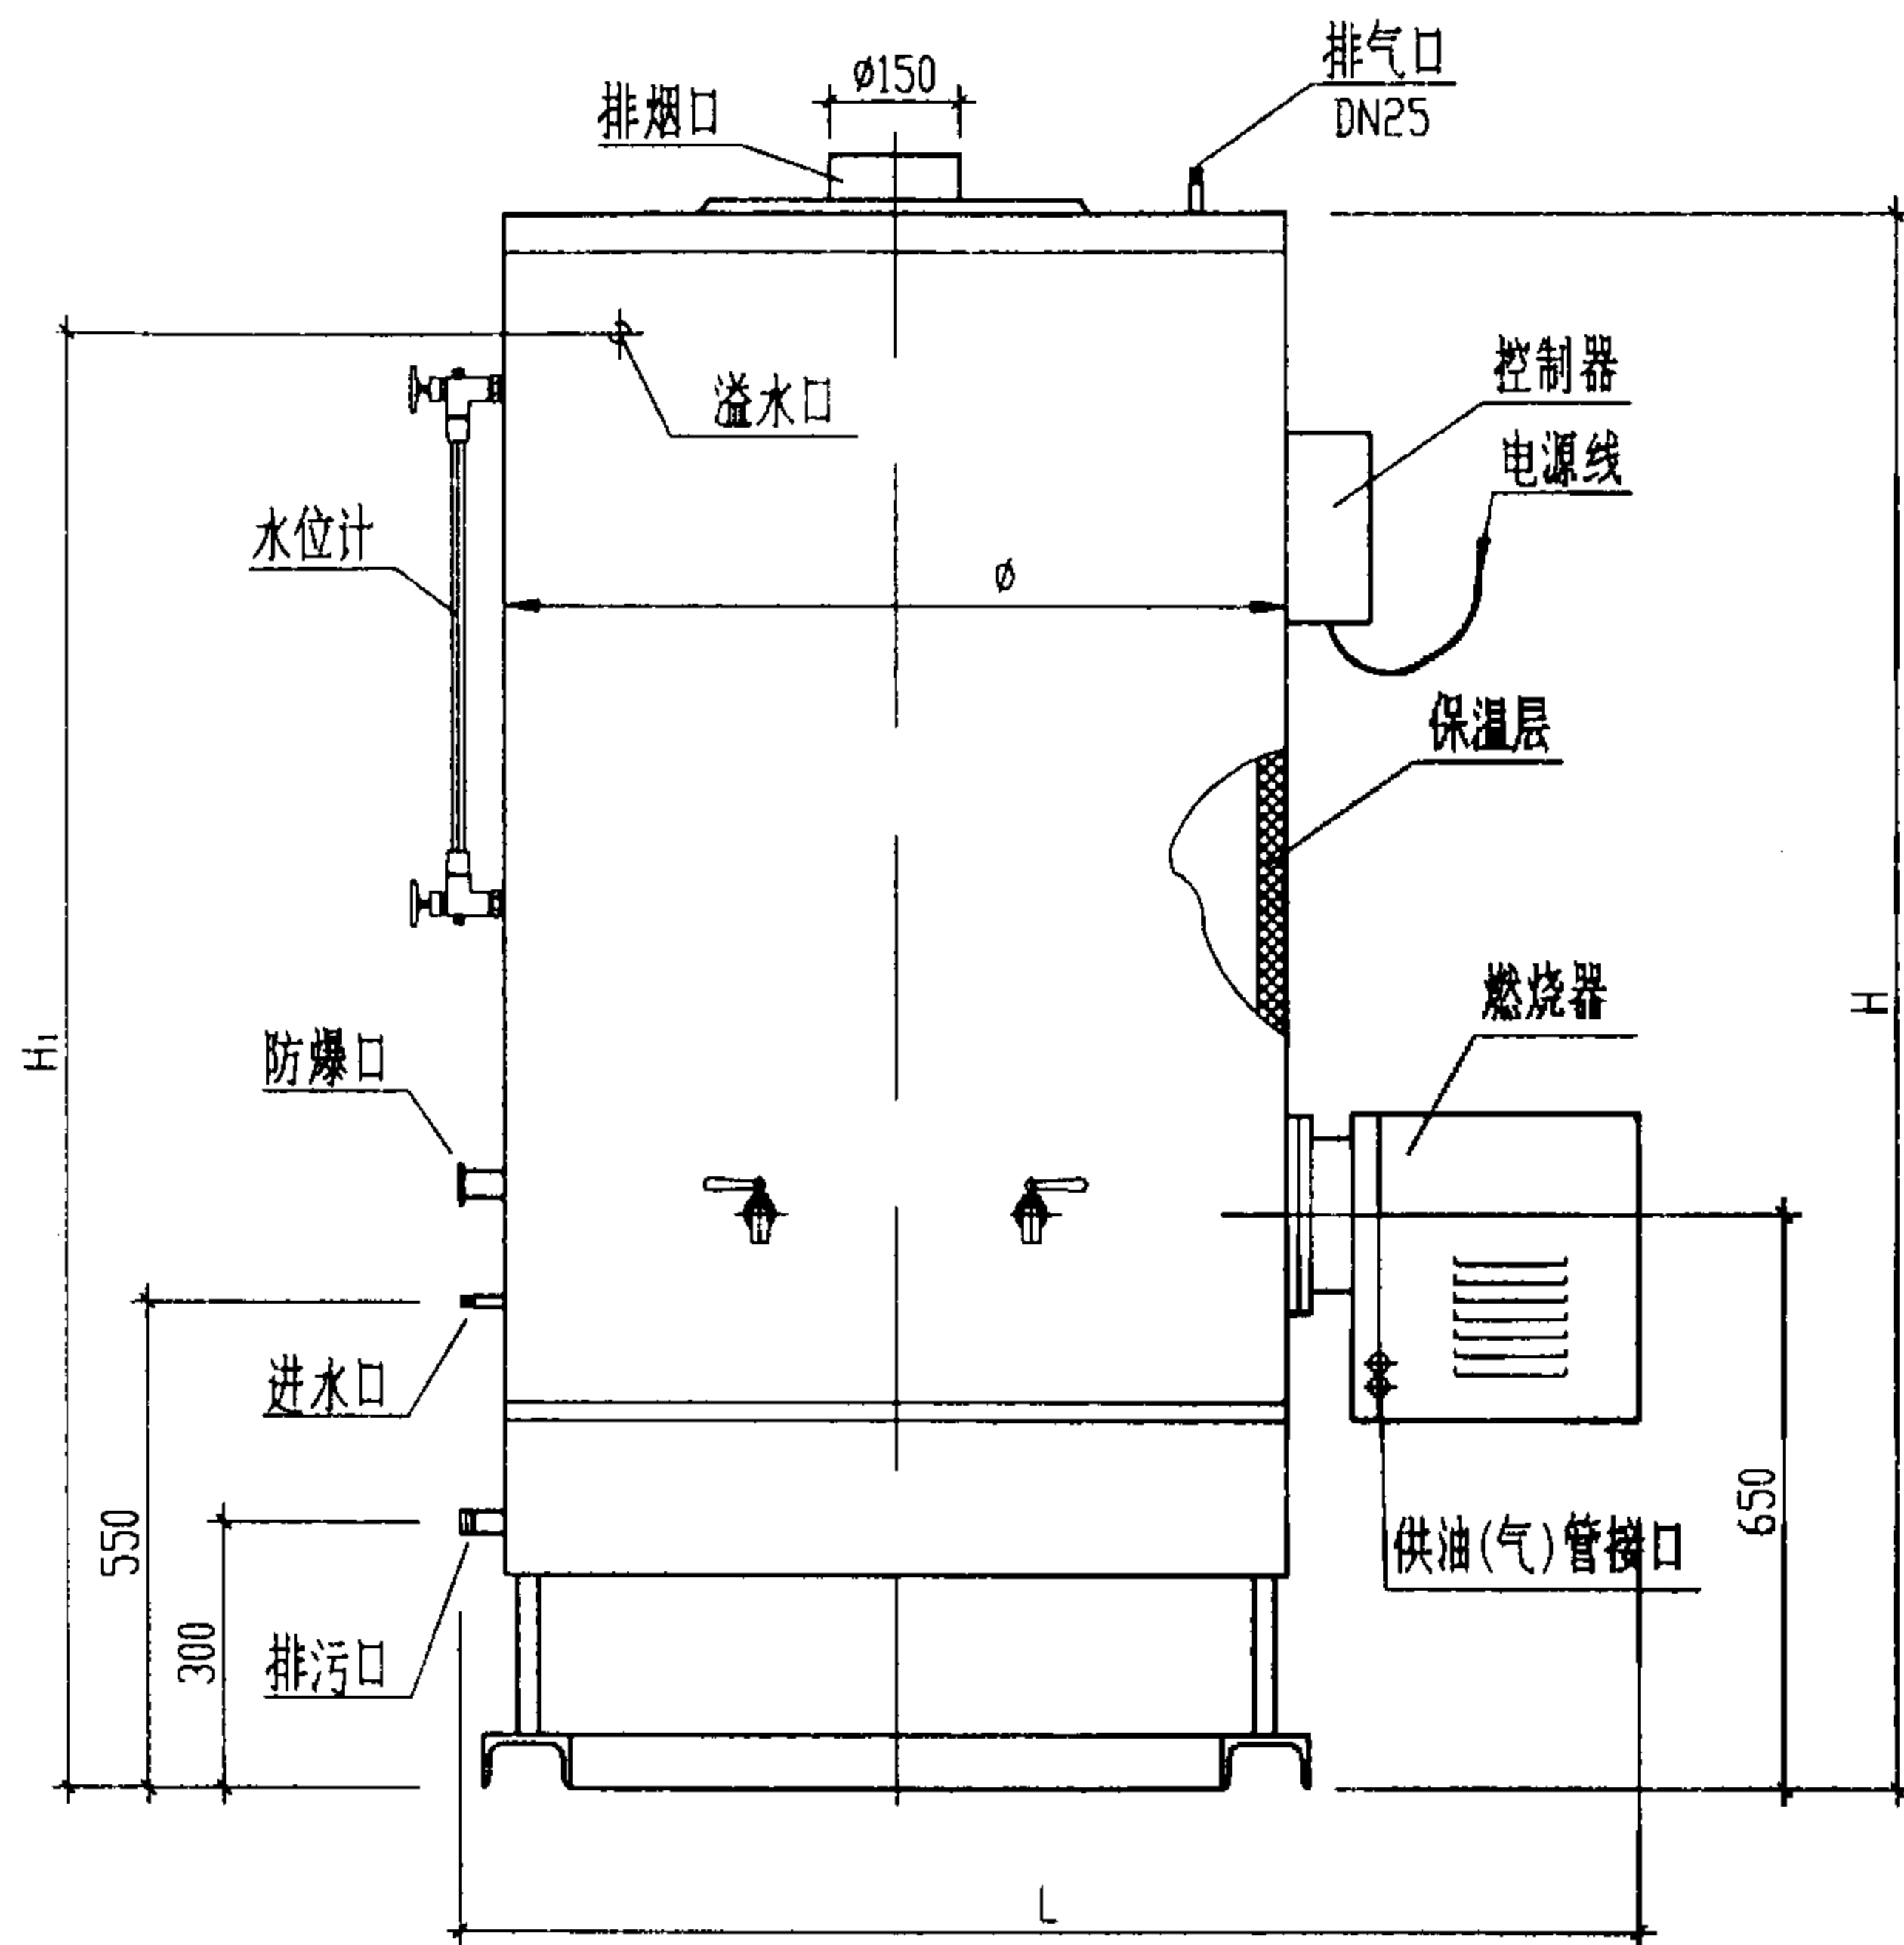 排气口
DN25
ø150
排烟口
控制器
溢水口
电源线
水位计
ø
保温层
燃烧器
H
H₁
防爆口
进水口
550
650
供油(气)管接口
300
排污口
L